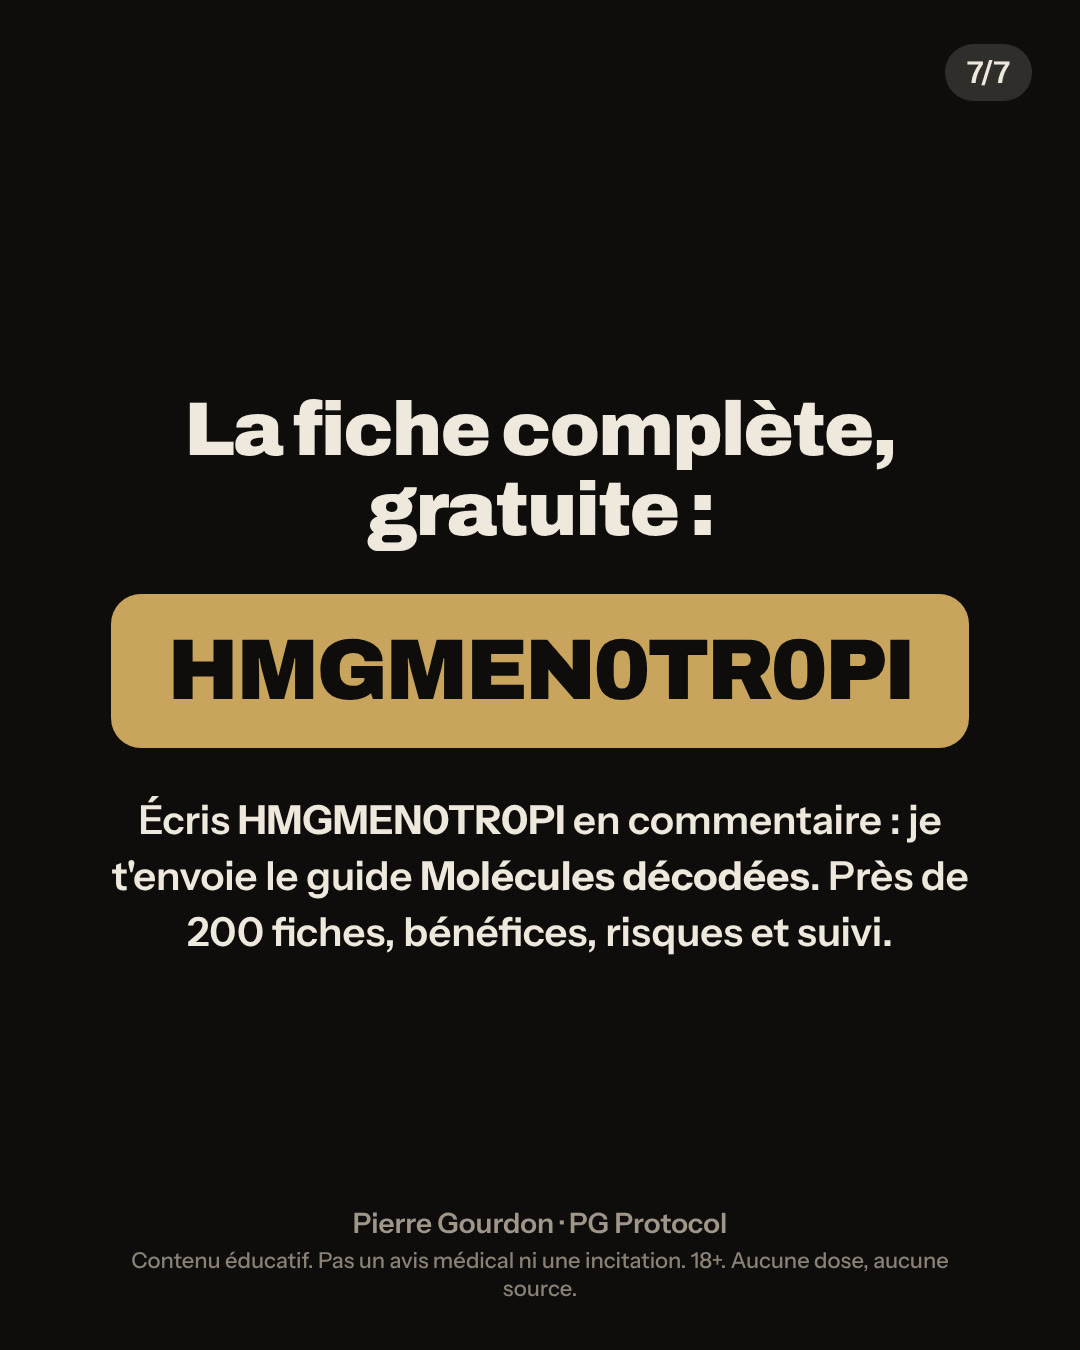 7/7
La fiche complète,
gratuite :
HMGMEN0TR0PI
Écris HMGMEN0TR0PI en commentaire : je
t'envoie le guide Molécules décodées. Près de
200 fiches, bénéfices, risques et suivi.
Pierre Gourdon · PG Protocol
Contenu éducatif. Pas un avis médical ni une incitation. 18+. Aucune dose, aucune
source.